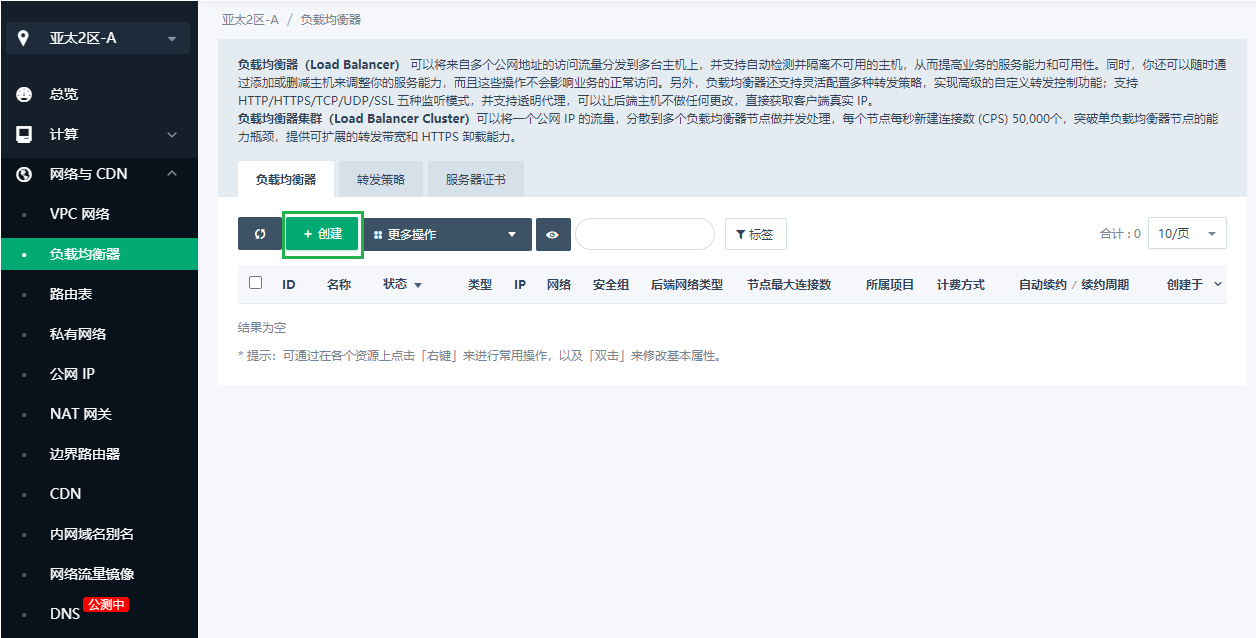 亚太2区-A
总览
计算
网络与 CDN
VPC 网络
负载均衡器
路由表
私有网络
公网 IP
NAT 网关
边界路由器
CDN
内网域名别名
网络流量镜像
DNS 公测中
亚太2区-A / 负载均衡器
负载均衡器（Load Balancer） 可以将来自多个公网地址的访问流量分发到多台主机上，并支持自动检测并隔离不可用的主机，从而提高业务的服务能力和可用性。同时，你还可以随时通
过添加或删减主机来调整你的服务能力，而且这些操作不会影响业务的正常访问。另外，负载均衡器还支持灵活配置多种转发策略，实现高级的自定义转发控制功能；支持
HTTP/HTTPS/TCP/UDP/SSL 五种监听模式，并支持透明代理，可以让后端主机不做任何更改，直接获取客户端真实 IP。
负载均衡器集群（Load Balancer Cluster）可以将一个公网 IP 的流量，分散到多个负载均衡器节点做并发处理，每个节点每秒新建连接数 (CPS) 50,000个，突破单负载均衡器节点的能
力瓶颈，提供可扩展的转发带宽和 HTTPS 卸载能力。
负载均衡器 转发策略 服务器证书
+ 创建 更多操作 标签 合计：0 10/页
ID 名称 状态 类型 IP 网络 安全组 后端网络类型 节点最大连接数 所属项目 计费方式 自动续约 / 续约周期 创建于
结果为空
* 提示：可通过在各个资源上点击「右键」来进行常用操作，以及「双击」来修改基本属性。